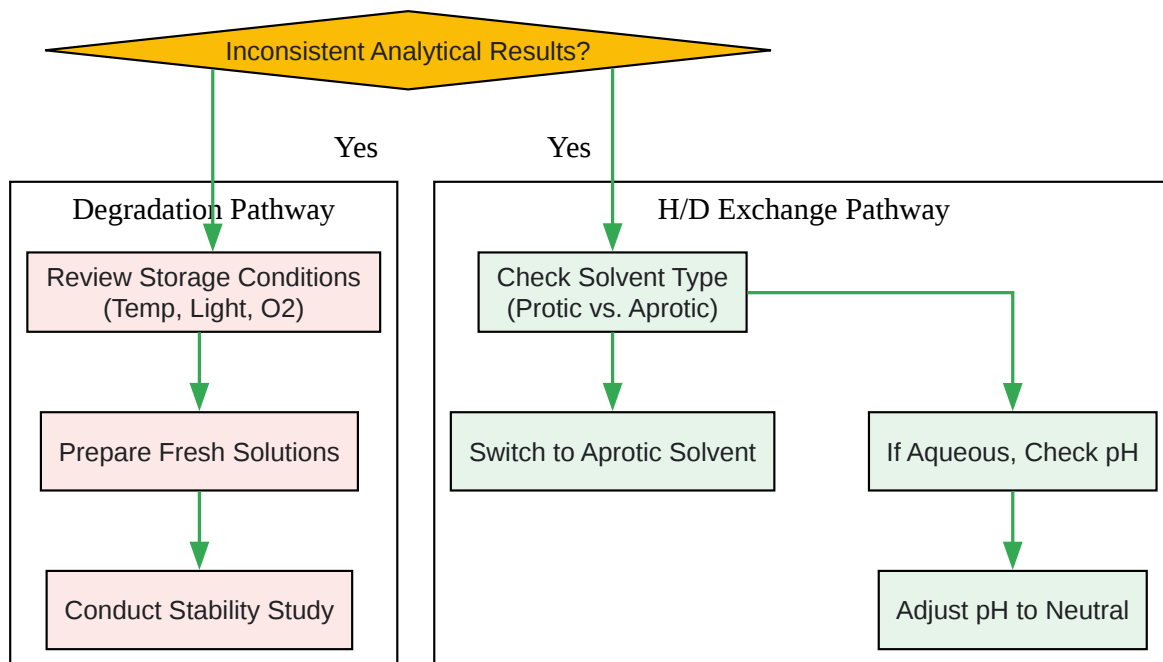 Inconsistent Analytical Results?
Yes
Yes
Degradation Pathway
Review Storage Conditions
(Temp, Light, O2)
Prepare Fresh Solutions
Conduct Stability Study
H/D Exchange Pathway
Check Solvent Type
(Protic vs. Aprotic)
Switch to Aprotic Solvent
If Aqueous, Check pH
Adjust pH to Neutral